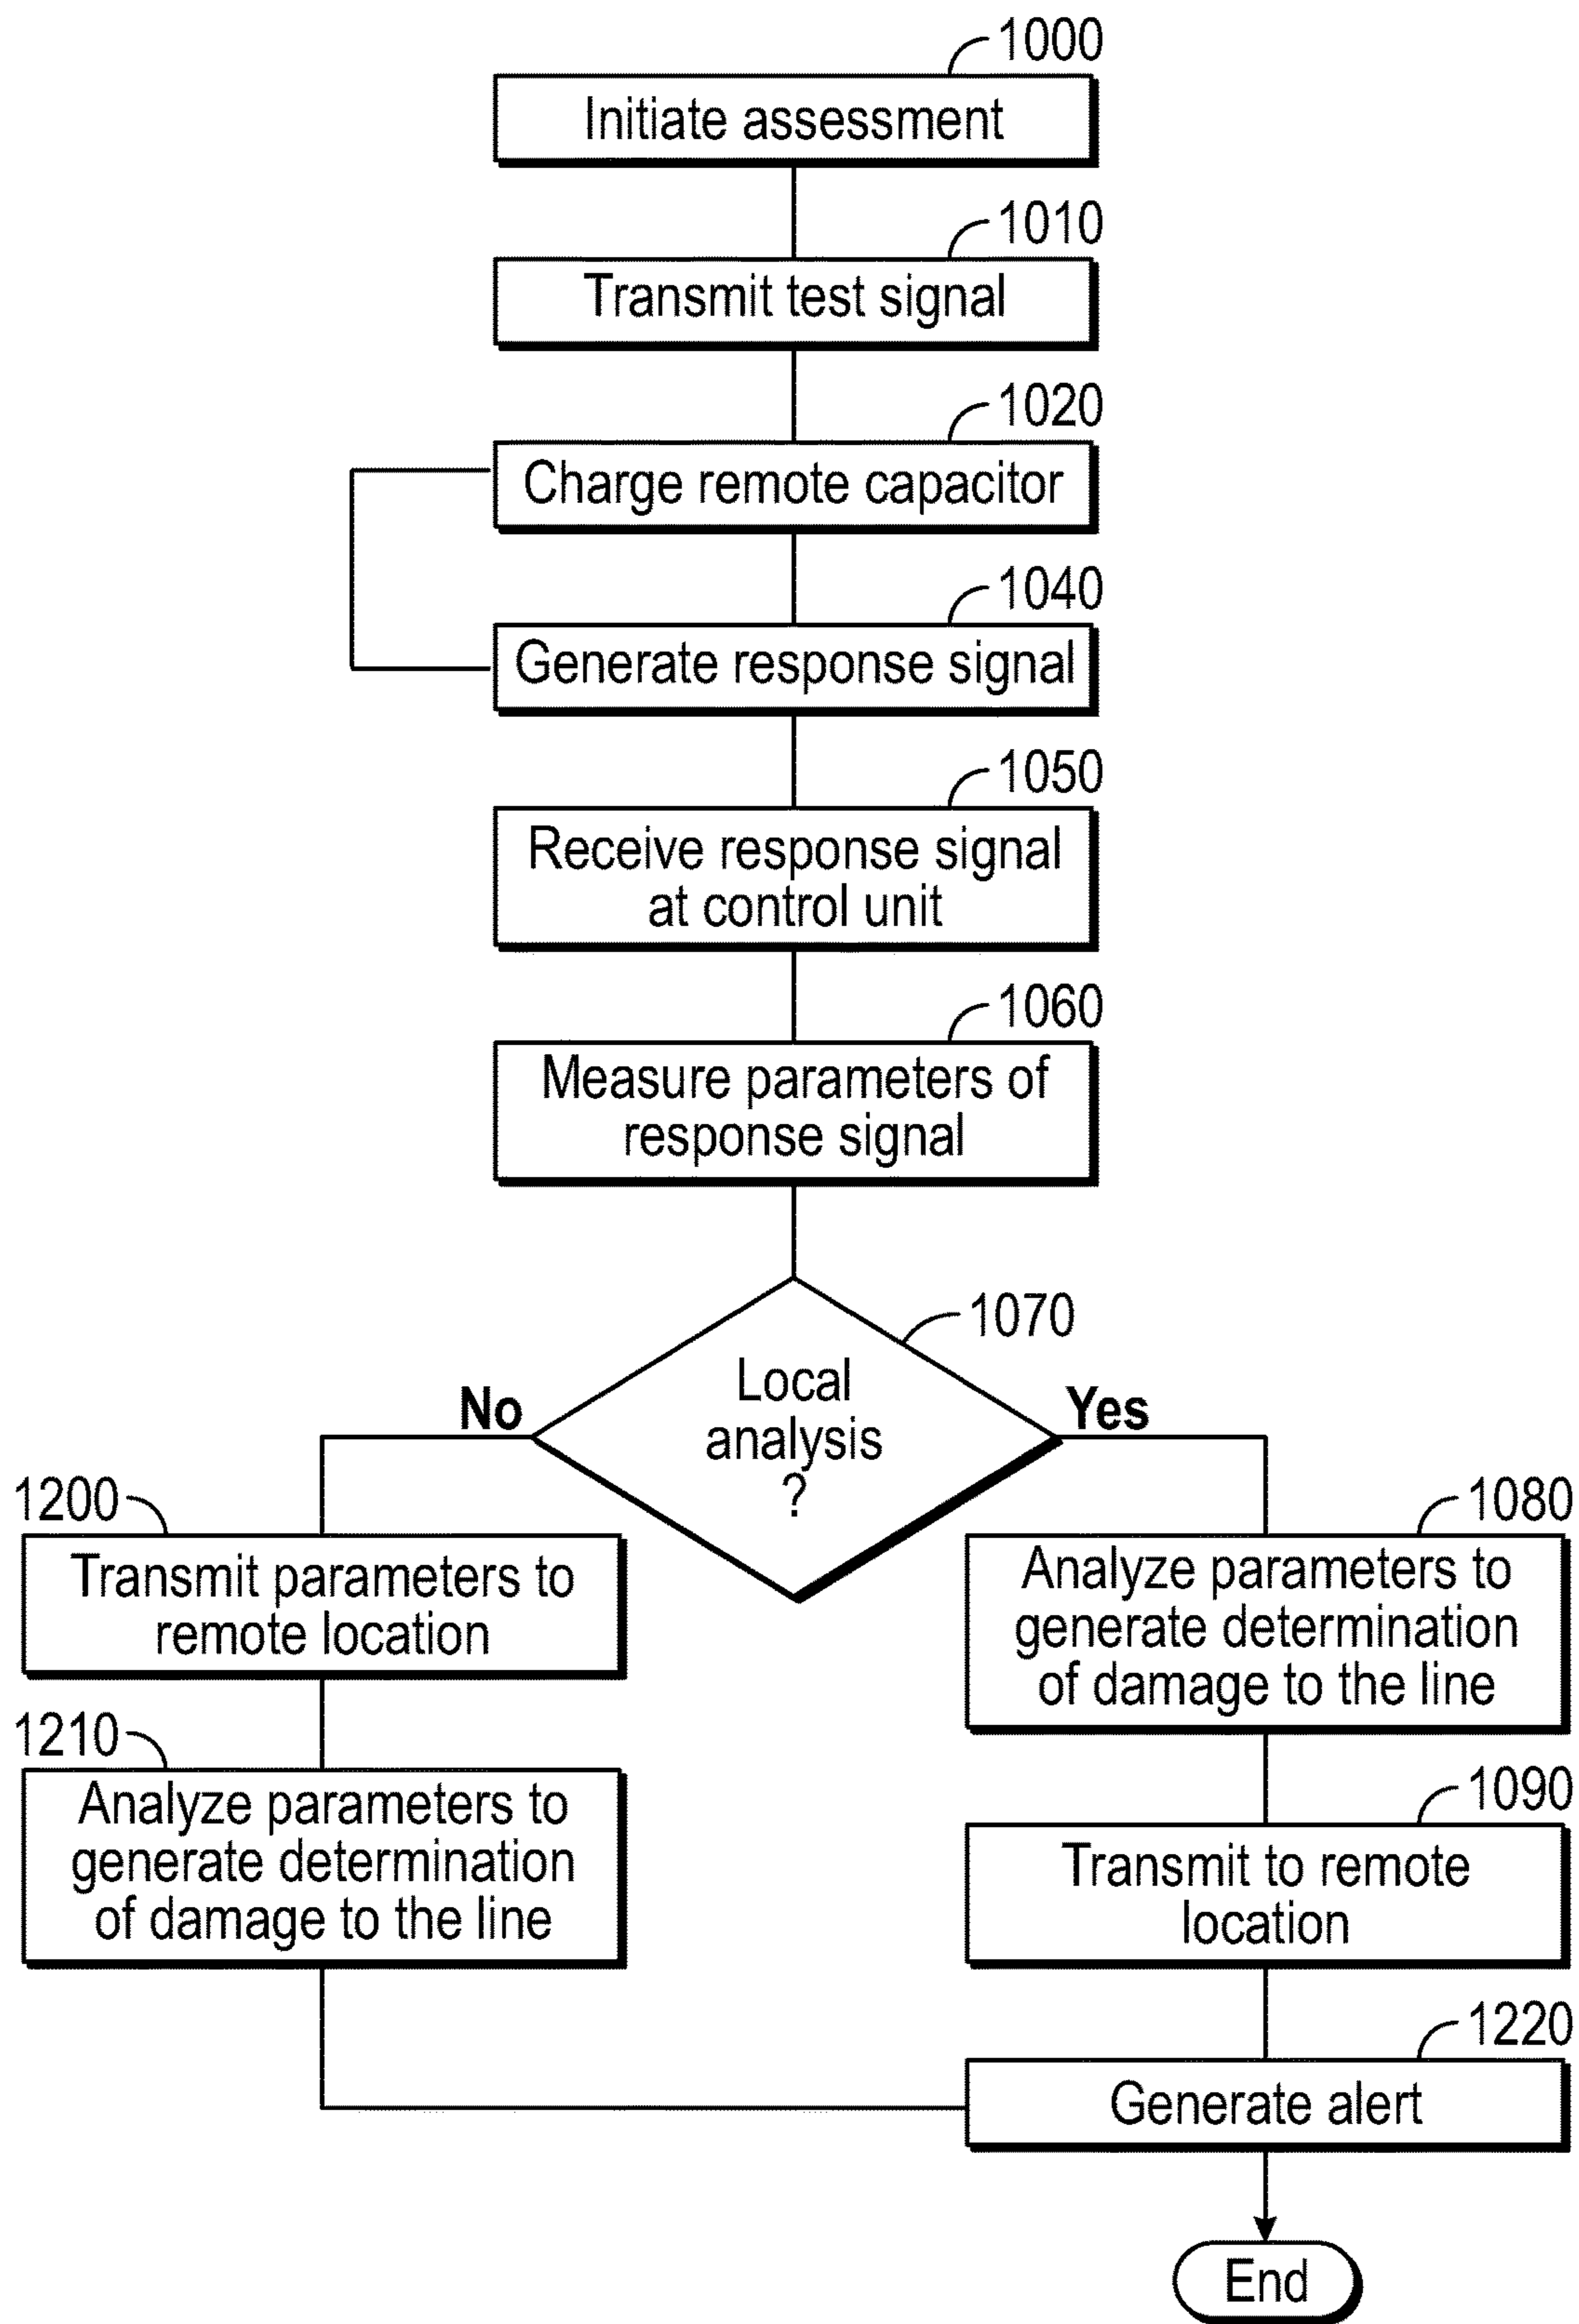 1000
Initiate assessment
1010
Transmit test signal
1020
Charge remote capacitor
1040
Generate response signal
1050
Receive response signal
at control unit
1060
Measure parameters of
response signal
1070
Local
analysis
?
No
Yes
1200
Transmit parameters to
remote location
1210
Analyze parameters to
generate determination
of damage to the line
1080
Analyze parameters to
generate determination
of damage to the line
1090
Transmit to remote
location
1220
Generate alert
End